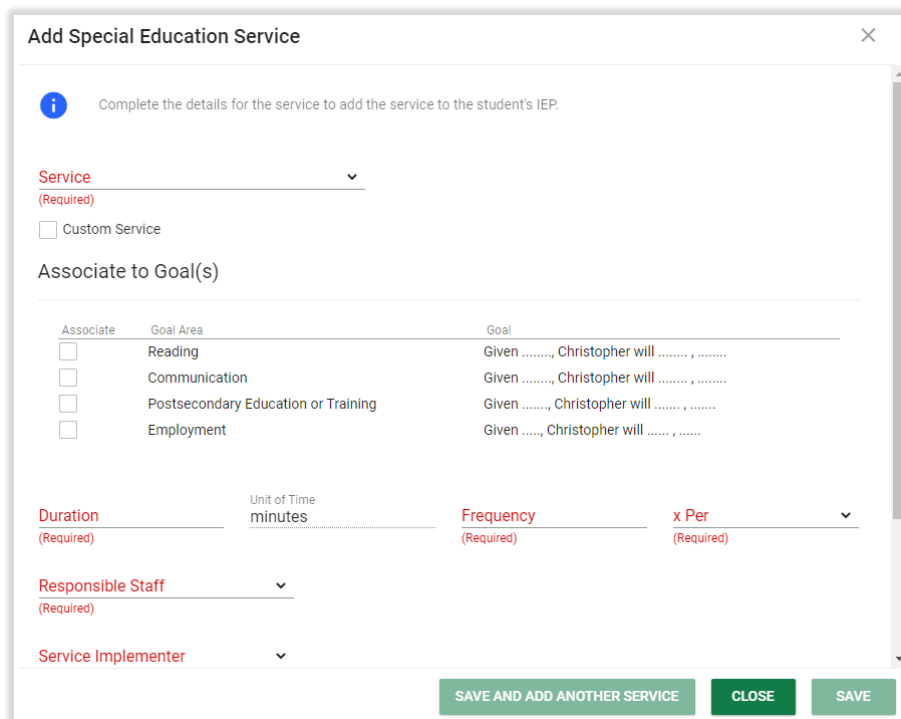 Add Special Education Service
Complete the details for the service to add the service to the student's IEP.
Service
(Required)
Custom Service
Associate to Goal(s)
Associate Goal Area Goal
Reading Given ........, Christopher will ........ , ........
Communication Given ........, Christopher will ........ , ........
Postsecondary Education or Training Given ......., Christopher will ....... , .......
Employment Given ....., Christopher will ...... , ......
Unit of Time
Duration minutes Frequency x Per
(Required) (Required) (Required)
Responsible Staff
(Required)
Service Implementer
SAVE AND ADD ANOTHER SERVICE CLOSE SAVE